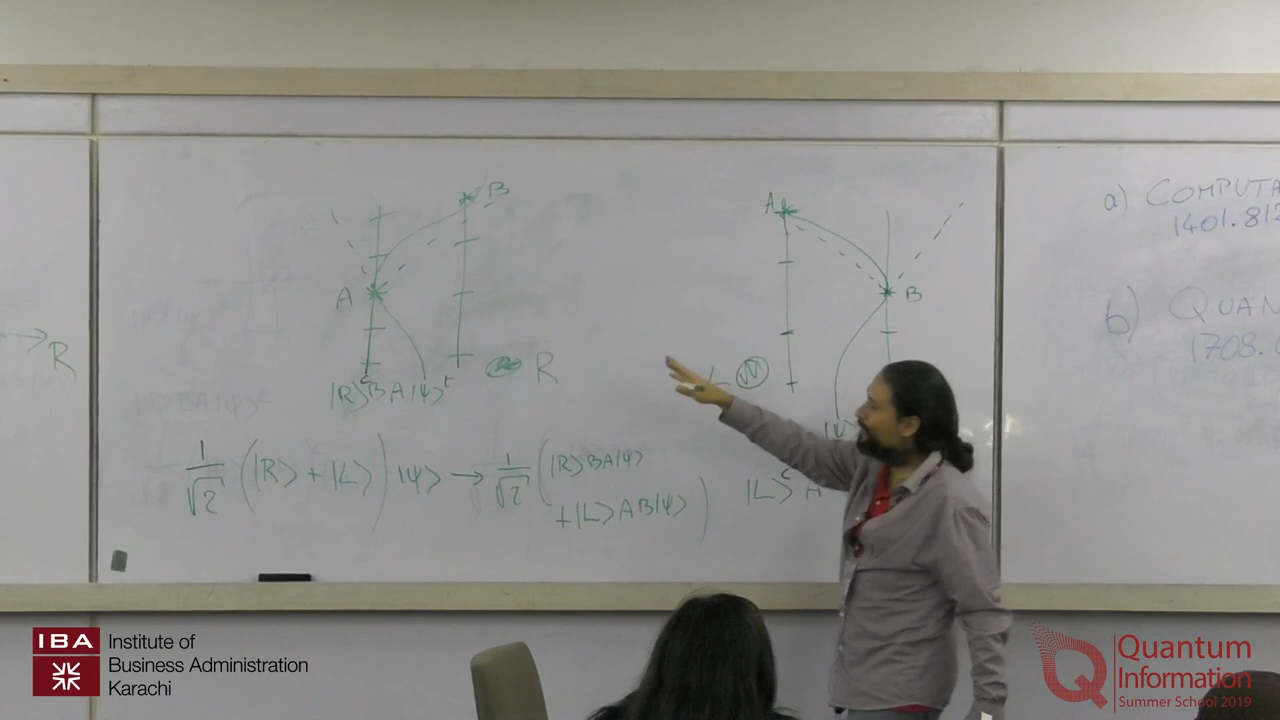 B
A
A
B
a) COMPUTA
1401.812
b) QUAN
1708.
R
R
L
|R>ᶜ BA|ψ>ᵗ
1/√2 (|R> + |L>) |ψ> → 1/√2 (|R> BA|ψ>
+|L> AB|ψ>)
|L>ᶜ A
IBA
Institute of
Business Administration
Karachi
Quantum
Information
Summer School 2019